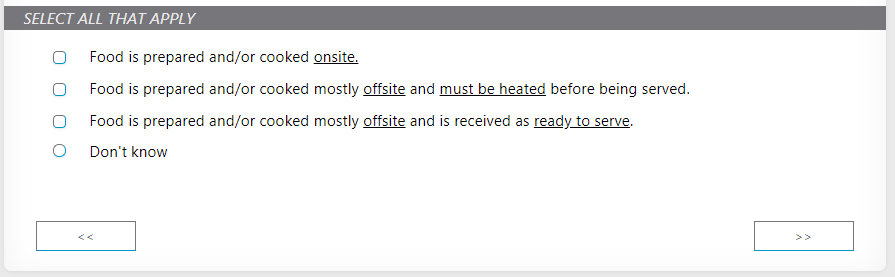 SELECT ALL THAT APPLY
Food is prepared and/or cooked onsite.
Food is prepared and/or cooked mostly offsite and must be heated before being served.
Food is prepared and/or cooked mostly offsite and is received as ready to serve.
Don't know
<< >>